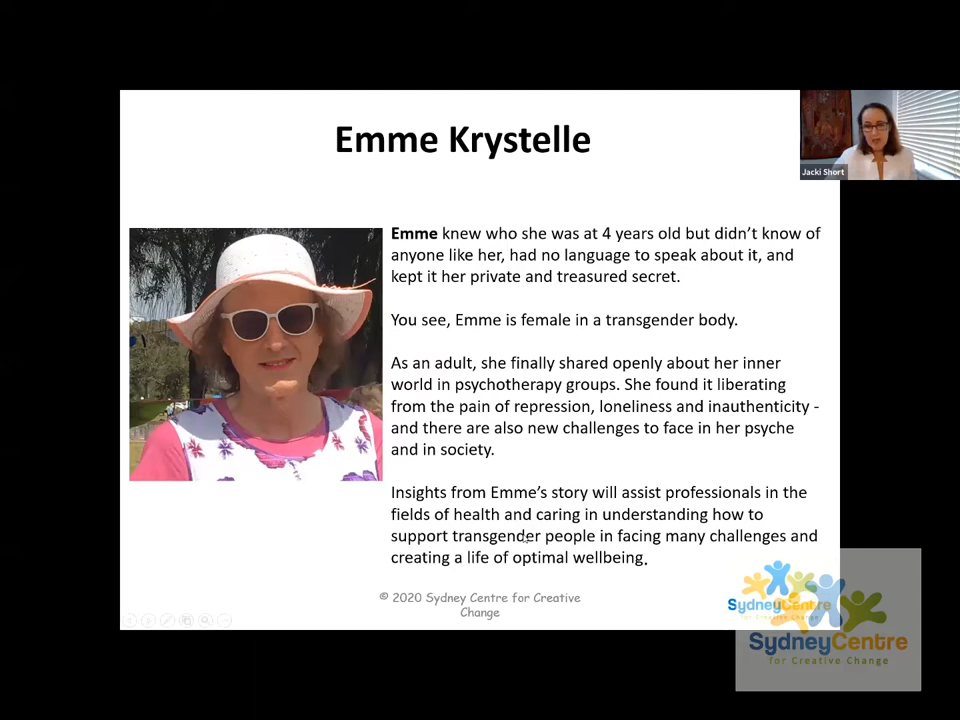 Emme Krystelle
Jacki Short
Emme knew who she was at 4 years old but didn’t know of
anyone like her, had no language to speak about it, and
kept it her private and treasured secret.
You see, Emme is female in a transgender body.
As an adult, she finally shared openly about her inner
world in psychotherapy groups. She found it liberating
from the pain of repression, loneliness and inauthenticity -
and there are also new challenges to face in her psyche
and in society.
Insights from Emme’s story will assist professionals in the
fields of health and caring in understanding how to
support transgender people in facing many challenges and
creating a life of optimal wellbeing.
© 2020 Sydney Centre for Creative
Change
SydneyCentre
for Creative Change
SydneyCentre
for Creative Change